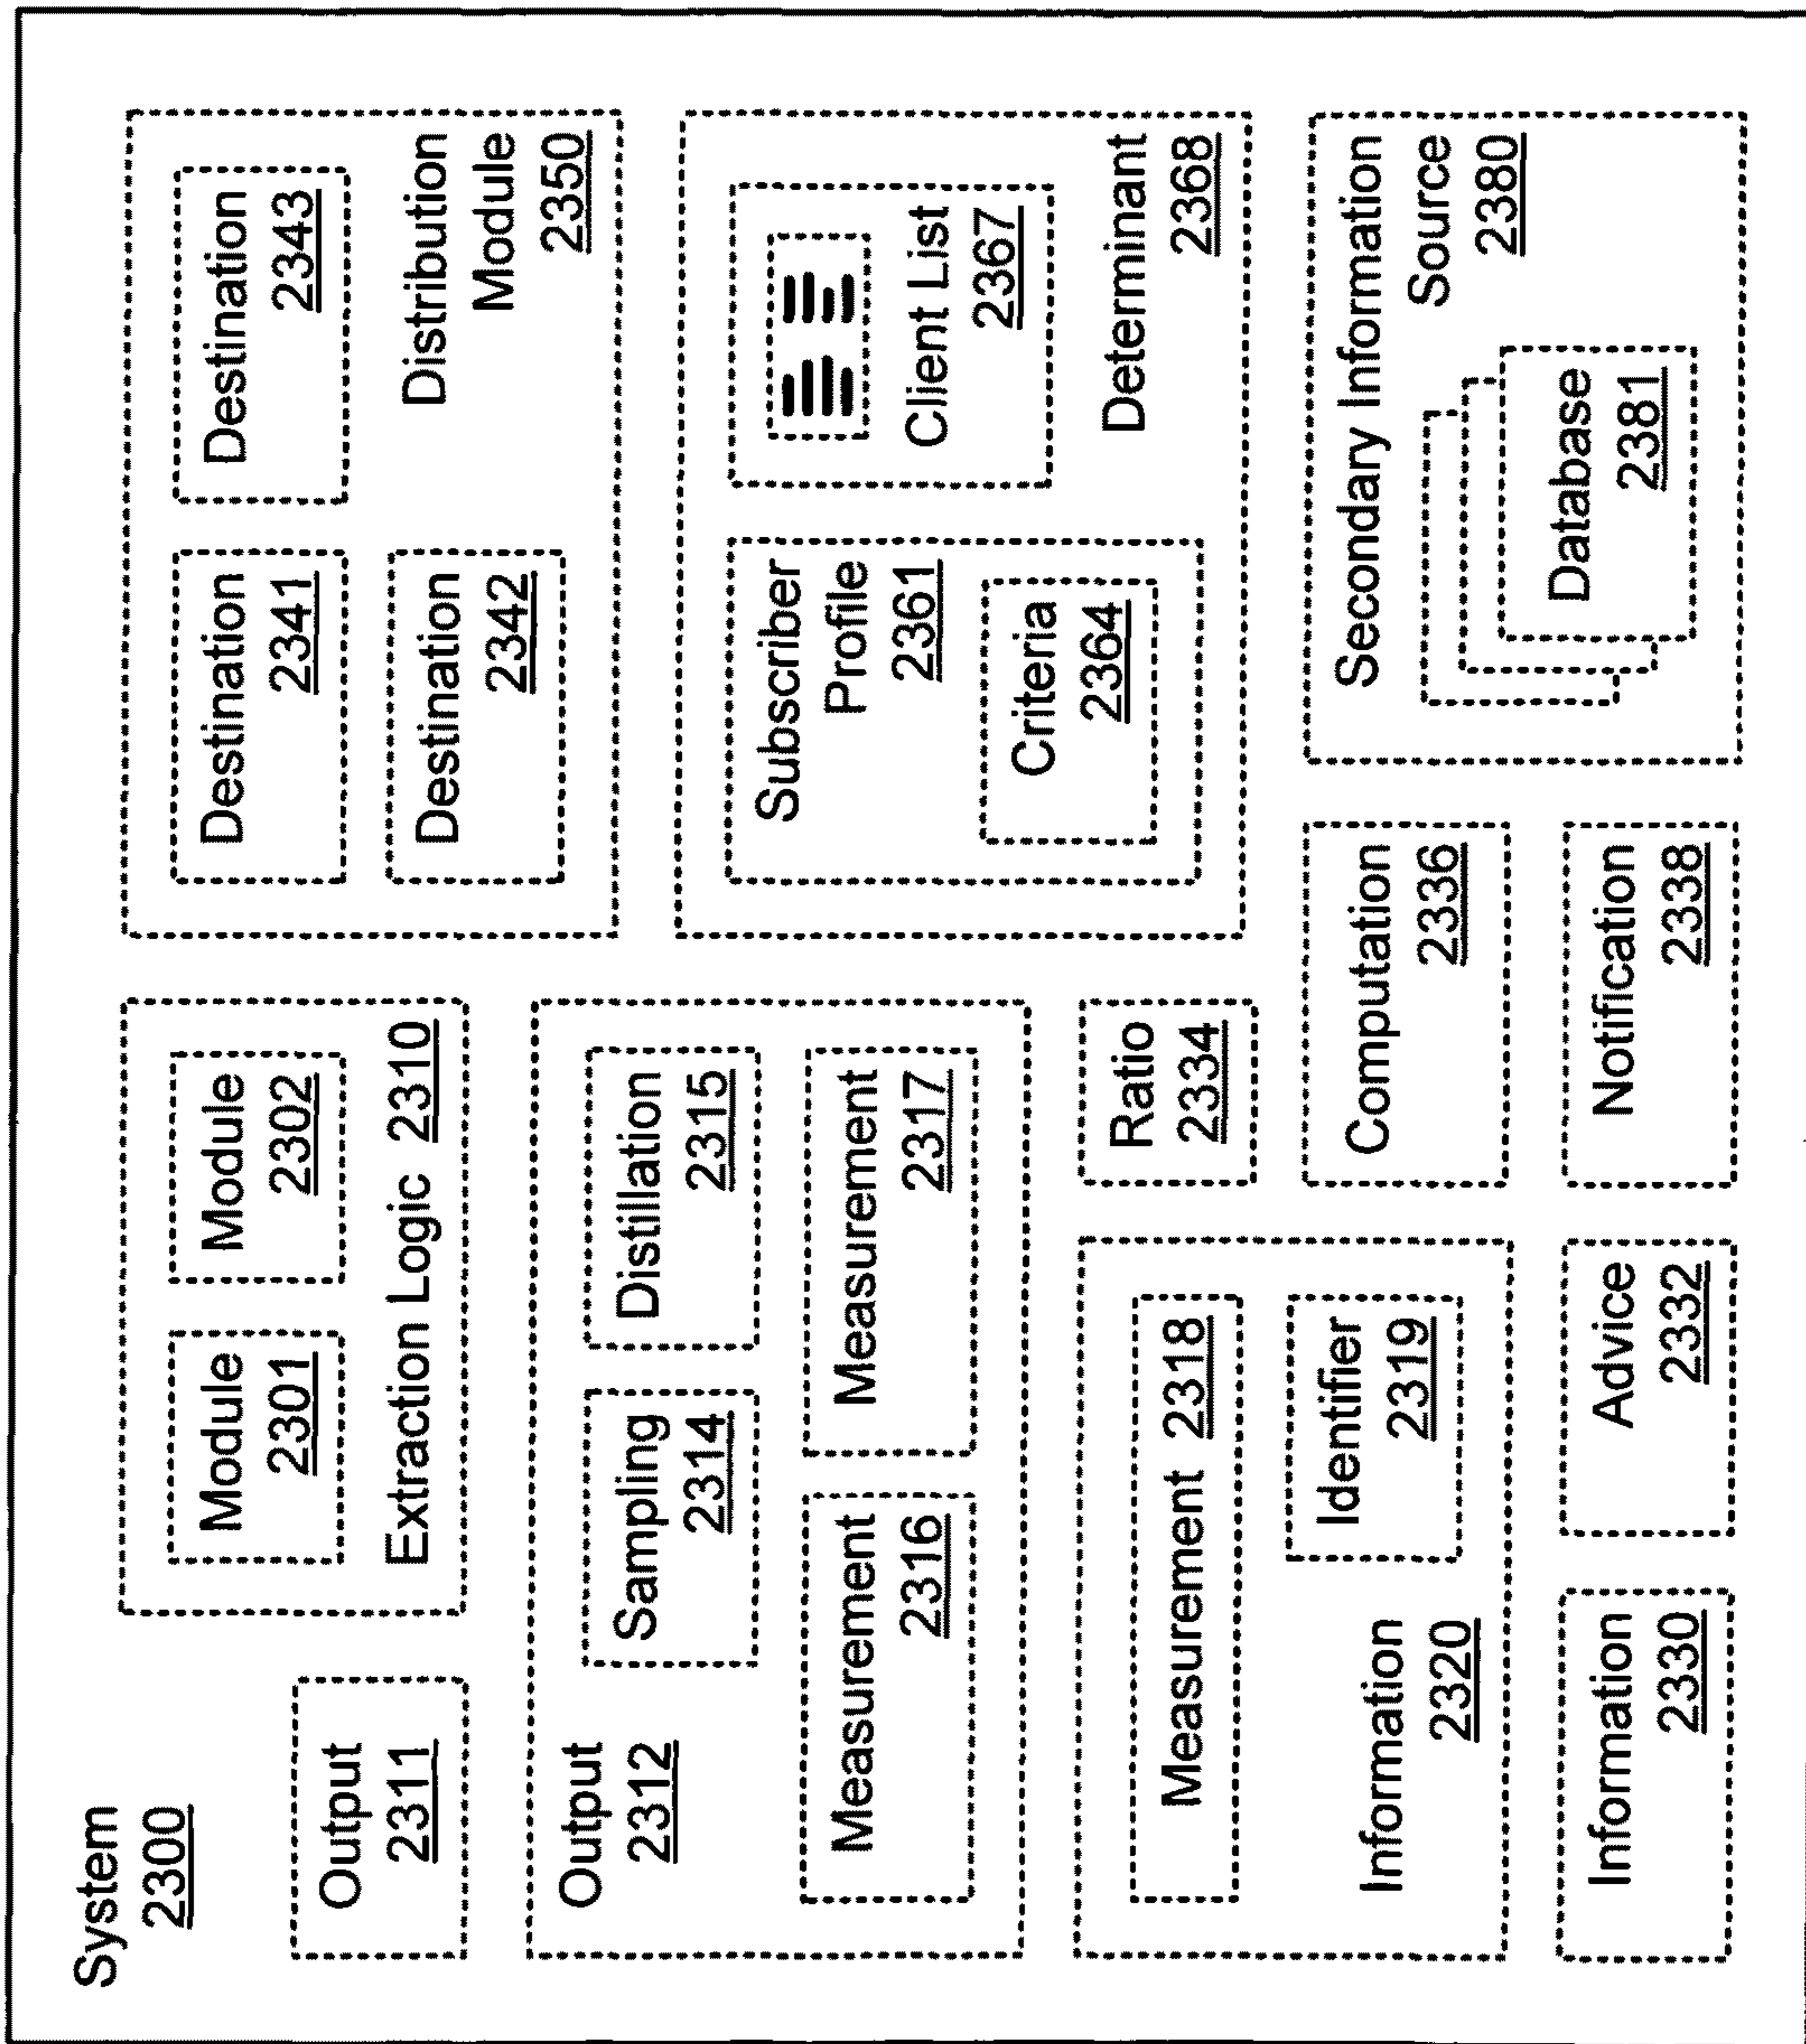 System
2300
Output
2311
Module
2301
Module
2302
Extraction Logic 2310
Output
2312
Sampling
2314
Distillation
2315
Measurement
2316
Measurement
2317
Measurement 2318
Identifier
2319
Information
2320
Ratio
2334
Information
2330
Advice
2332
Computation
2336
Notification
2338
Destination
2341
Destination
2343
Destination
2342
Distribution
Module
2350
Subscriber
Profile
2361
Criteria
2364
Client List
2367
Determinant
2368
Secondary Information
Source
2380
Database
2381